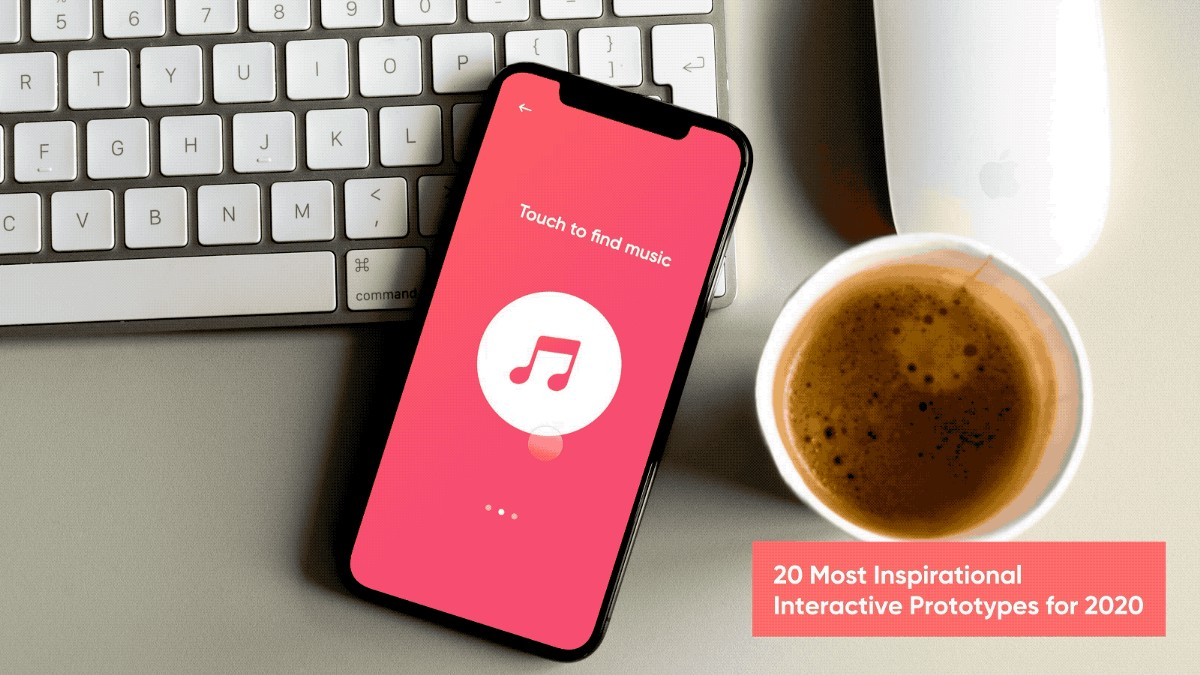 %
5 6 7 8 9 0 - =
R T Y U I O P { }
[ ]
F G H J K L
C V B N M <
,
⌘
command
←
Touch to find music
20 Most Inspirational
Interactive Prototypes for 2020